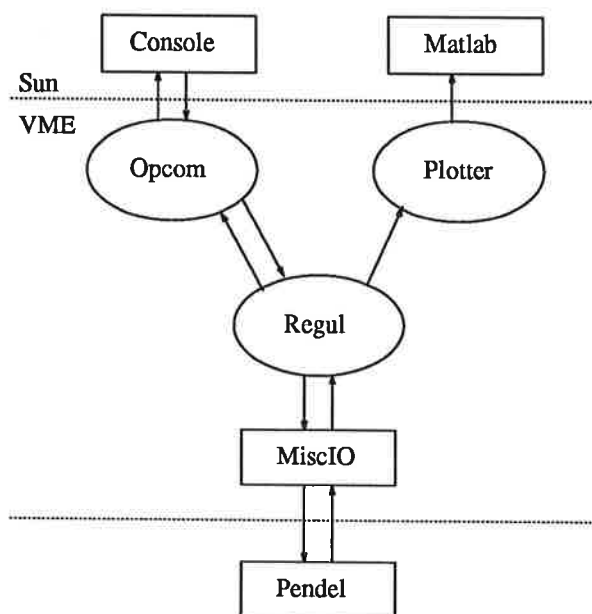 Console
Matlab
Sun
VME
Opcom
Plotter
Regul
MiscIO
Pendel